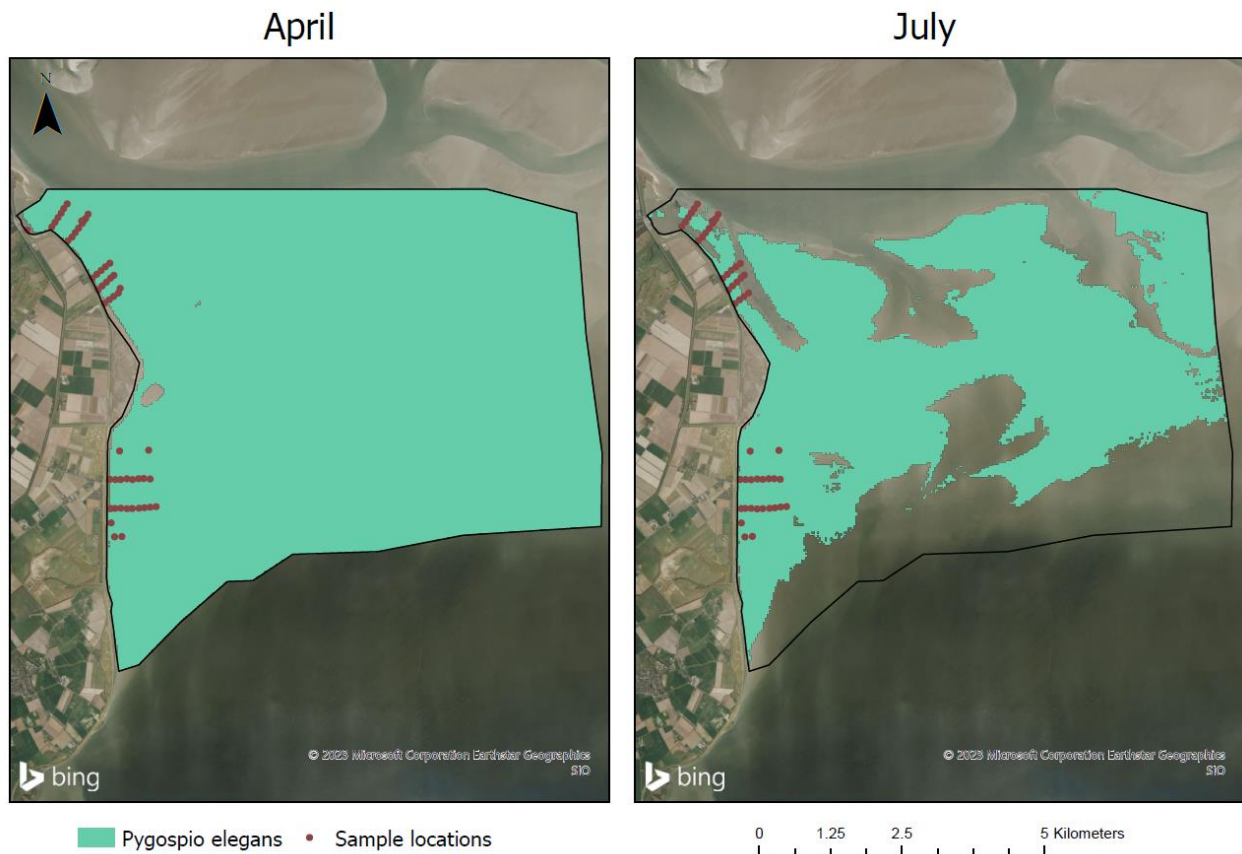 April
July
N
© 2023 Microsoft Corporation Earthstar Geographics
SIO
bing
© 2023 Microsoft Corporation Earthstar Geographics
SIO
bing
Pygospio elegans
Sample locations
0 1.25 2.5 5 Kilometers